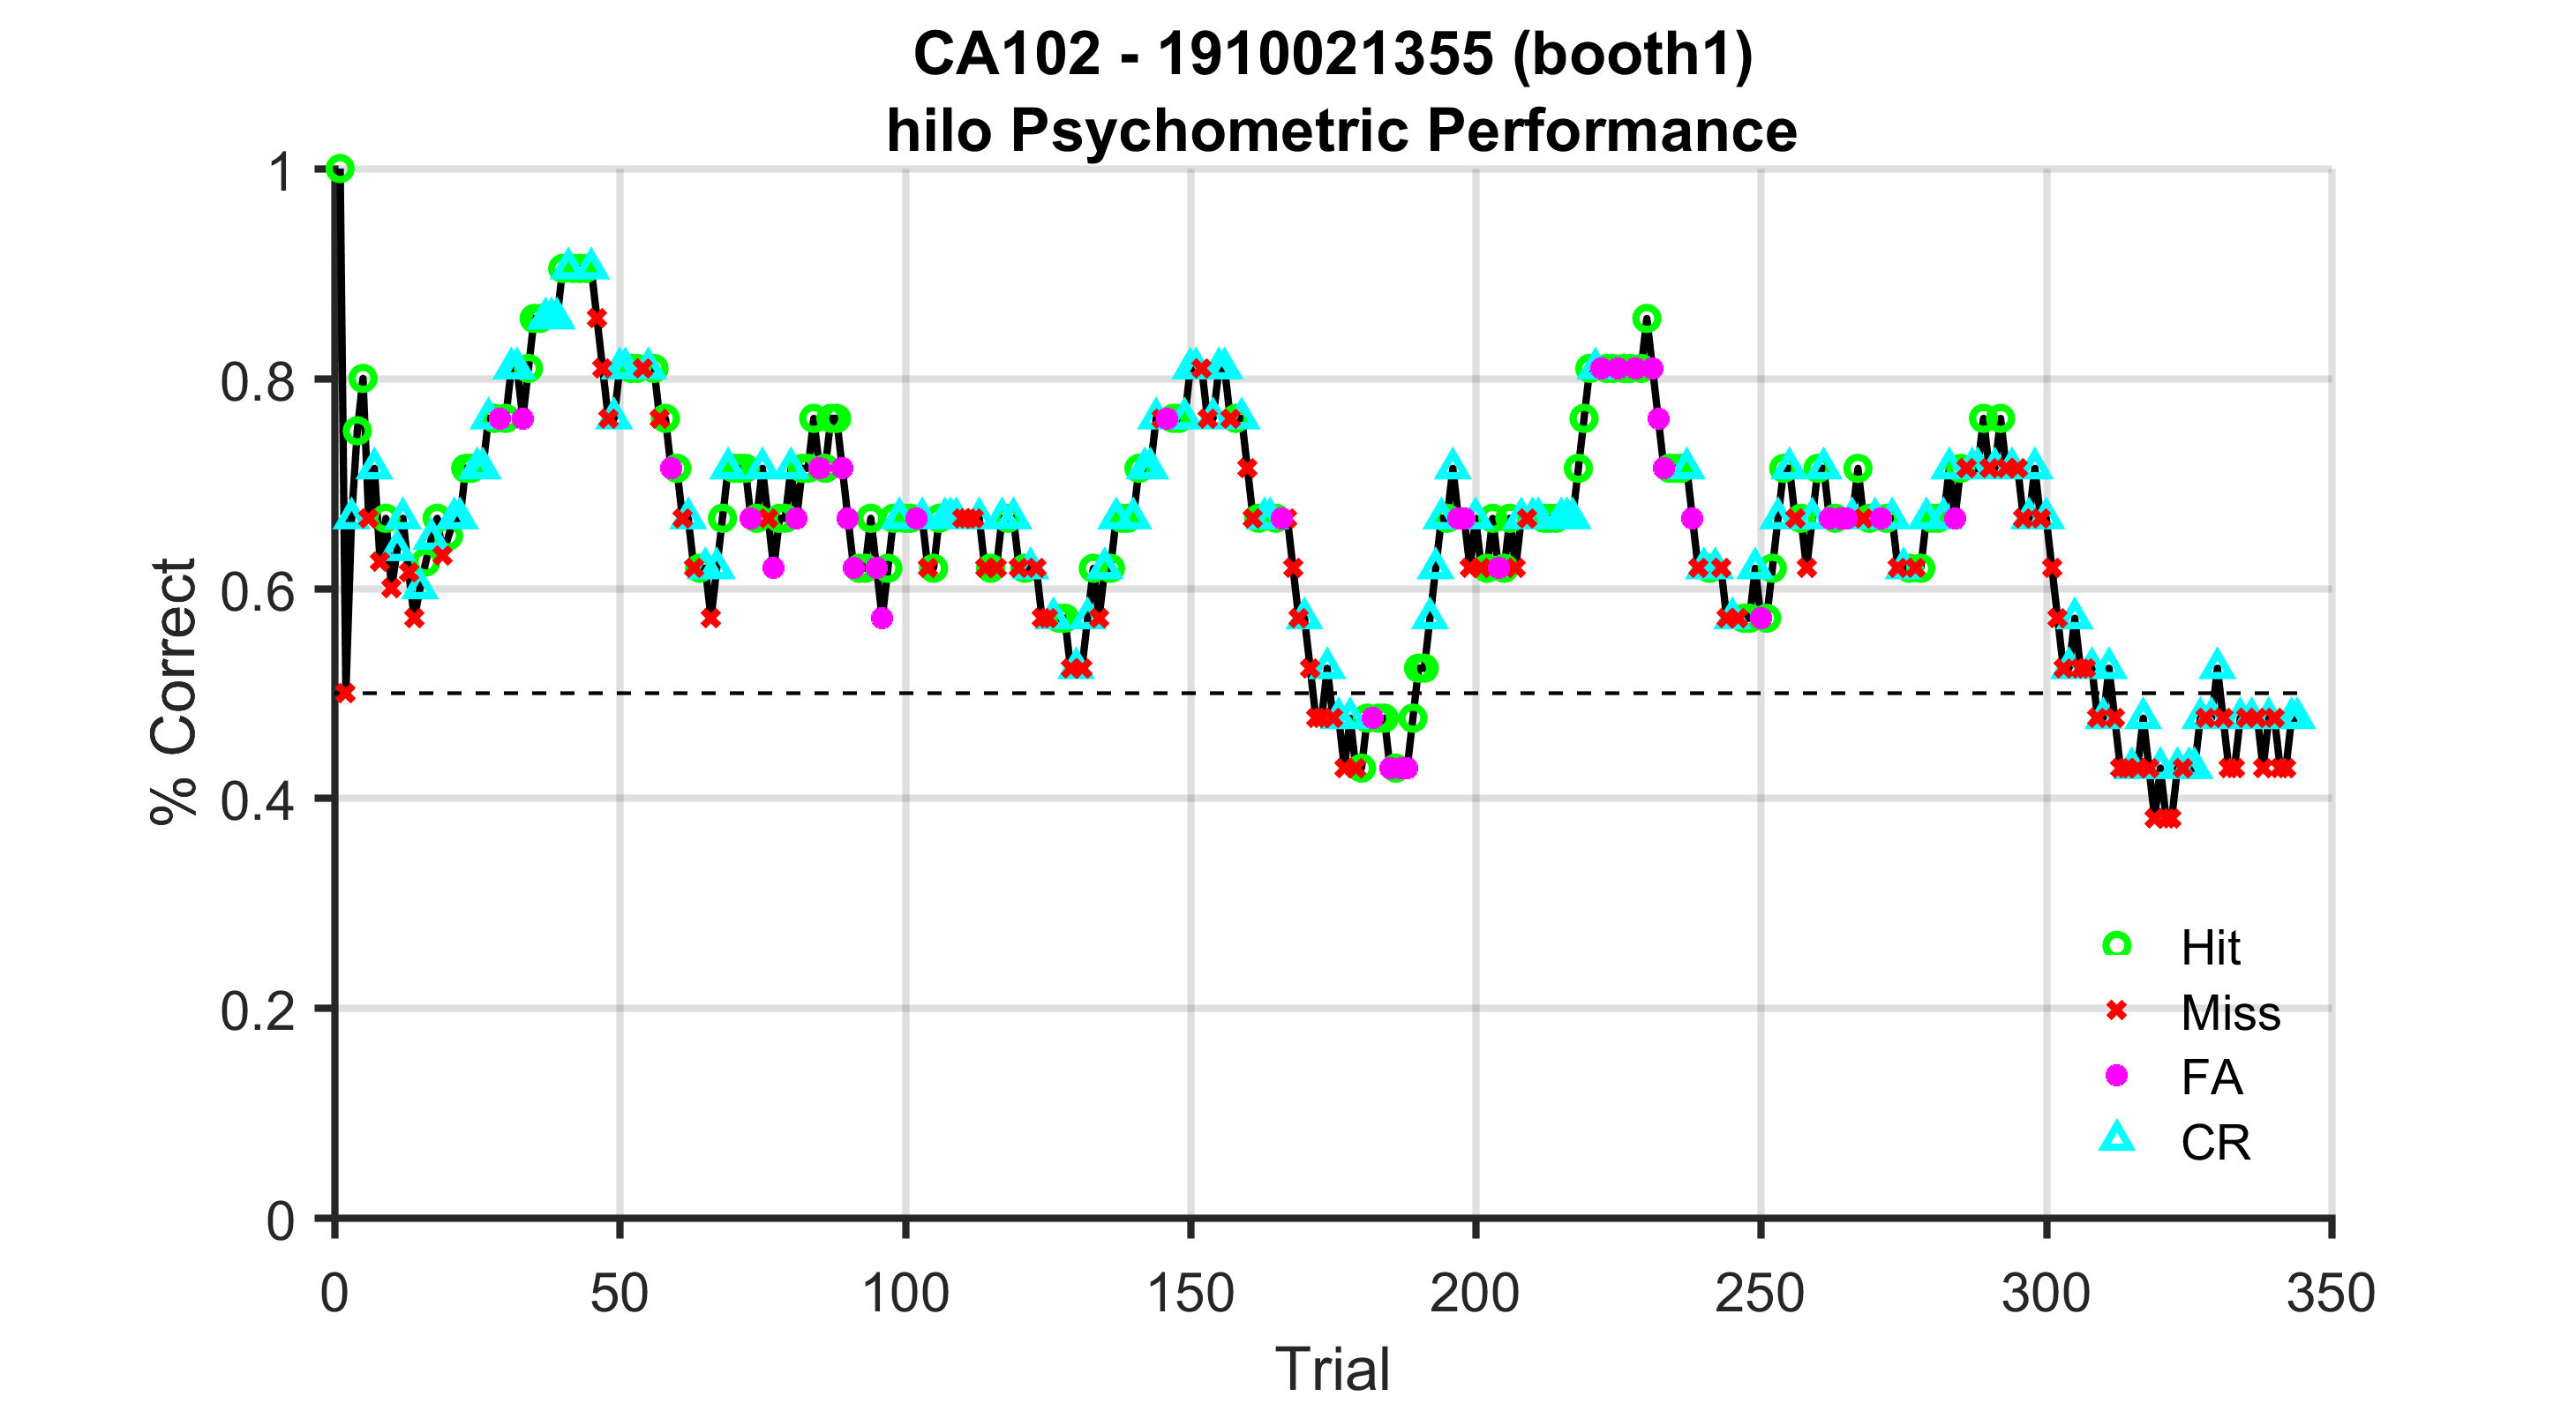 CA102 - 1910021355 (booth1)
hilo Psychometric Performance
1
0.8
0.6
0.4
0.2
0
% Correct
Hit
Miss
FA
CR
0 50 100 150 200 250 300 350
Trial